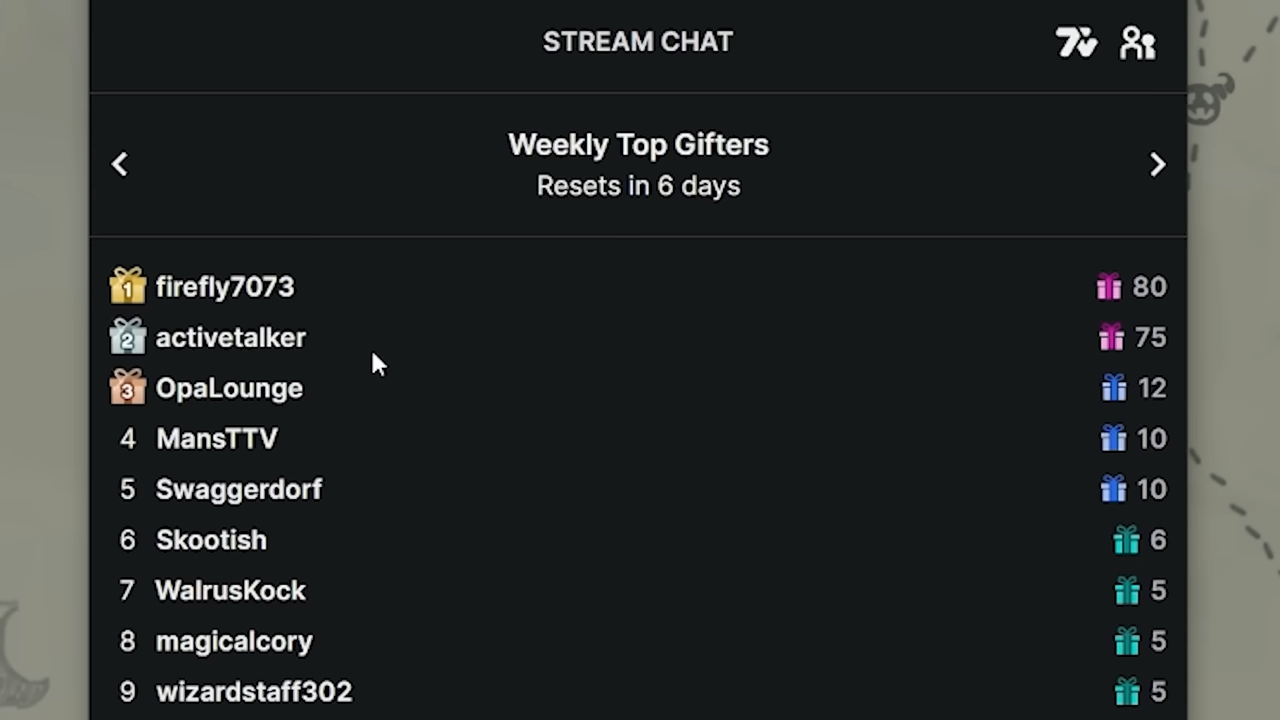 STREAM CHAT
Weekly Top Gifters
Resets in 6 days
1 firefly7073 80
2 activetalker 75
3 OpaLounge 12
4 MansTTV 10
5 Swaggerdorf 10
6 Skootish 6
7 WalrusKock 5
8 magicalcory 5
9 wizardstaff302 5